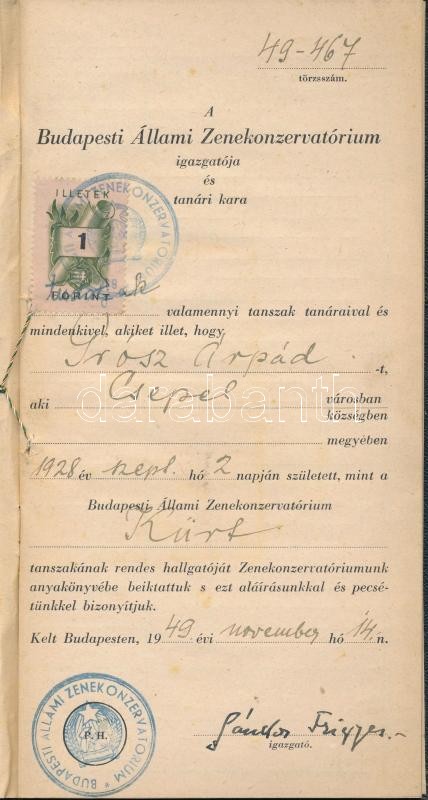 49-467
törzsszám.
A
Budapesti Állami Zenekonzervatórium
igazgatója
és
tanári kara
ILLETÉK
1
FORINT
valamennyi tanszak tanáraival és
mindenkivel, akiket illet, hogy
Grósz Árpád -t,
aki Csepel városban
községben
megyében
1928 év szept. hó 2 napján született, mint a
Budapesti Állami Zenekonzervatórium
Kürt
tanszakának rendes hallgatóját Zenekonzervatóriumunk
anyakönyvébe beiktattuk s ezt aláírásunkkal és pecsé-
tünkkel bizonyítjuk.
Kelt Budapesten, 1949. évi november hó 14. n.
BUDAPESTI ÁLLAMI ZENEKONZERVATÓRIUM *
P. H.
Sándor Frigyes
igazgató.
darabanth